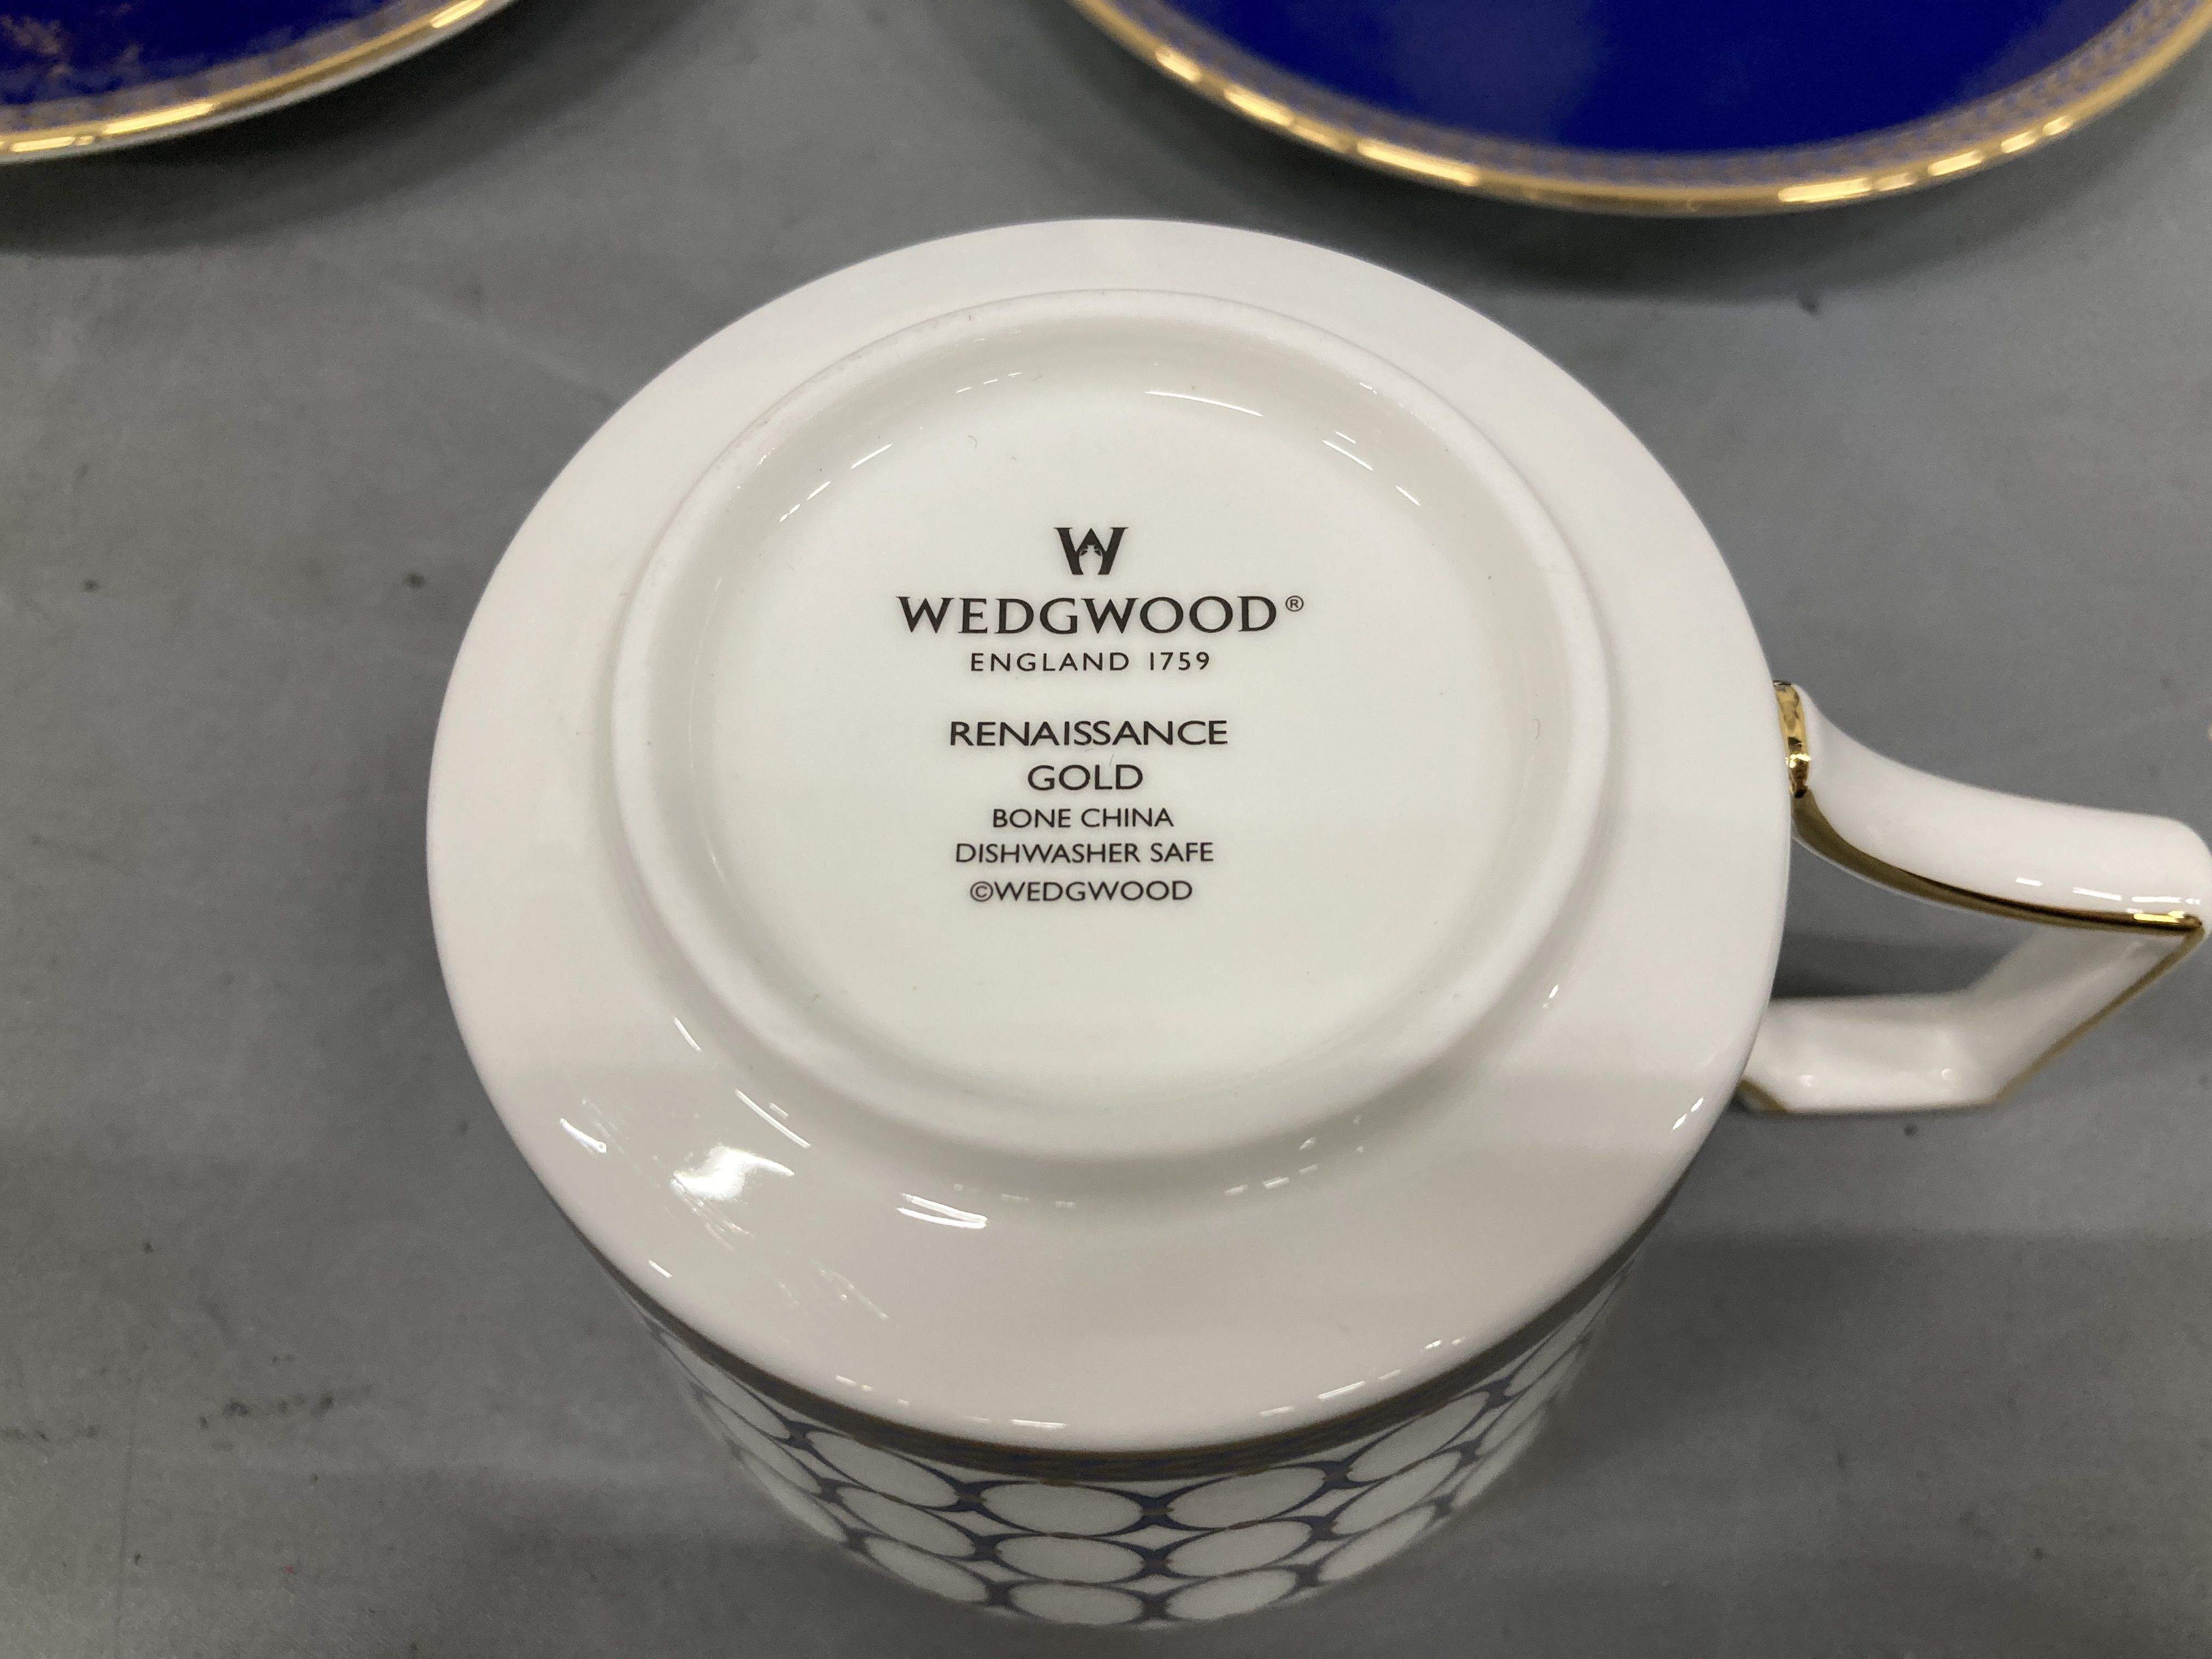 W
WEDGWOOD®
ENGLAND 1759
RENAISSANCE
GOLD
BONE CHINA
DISHWASHER SAFE
©WEDGWOOD